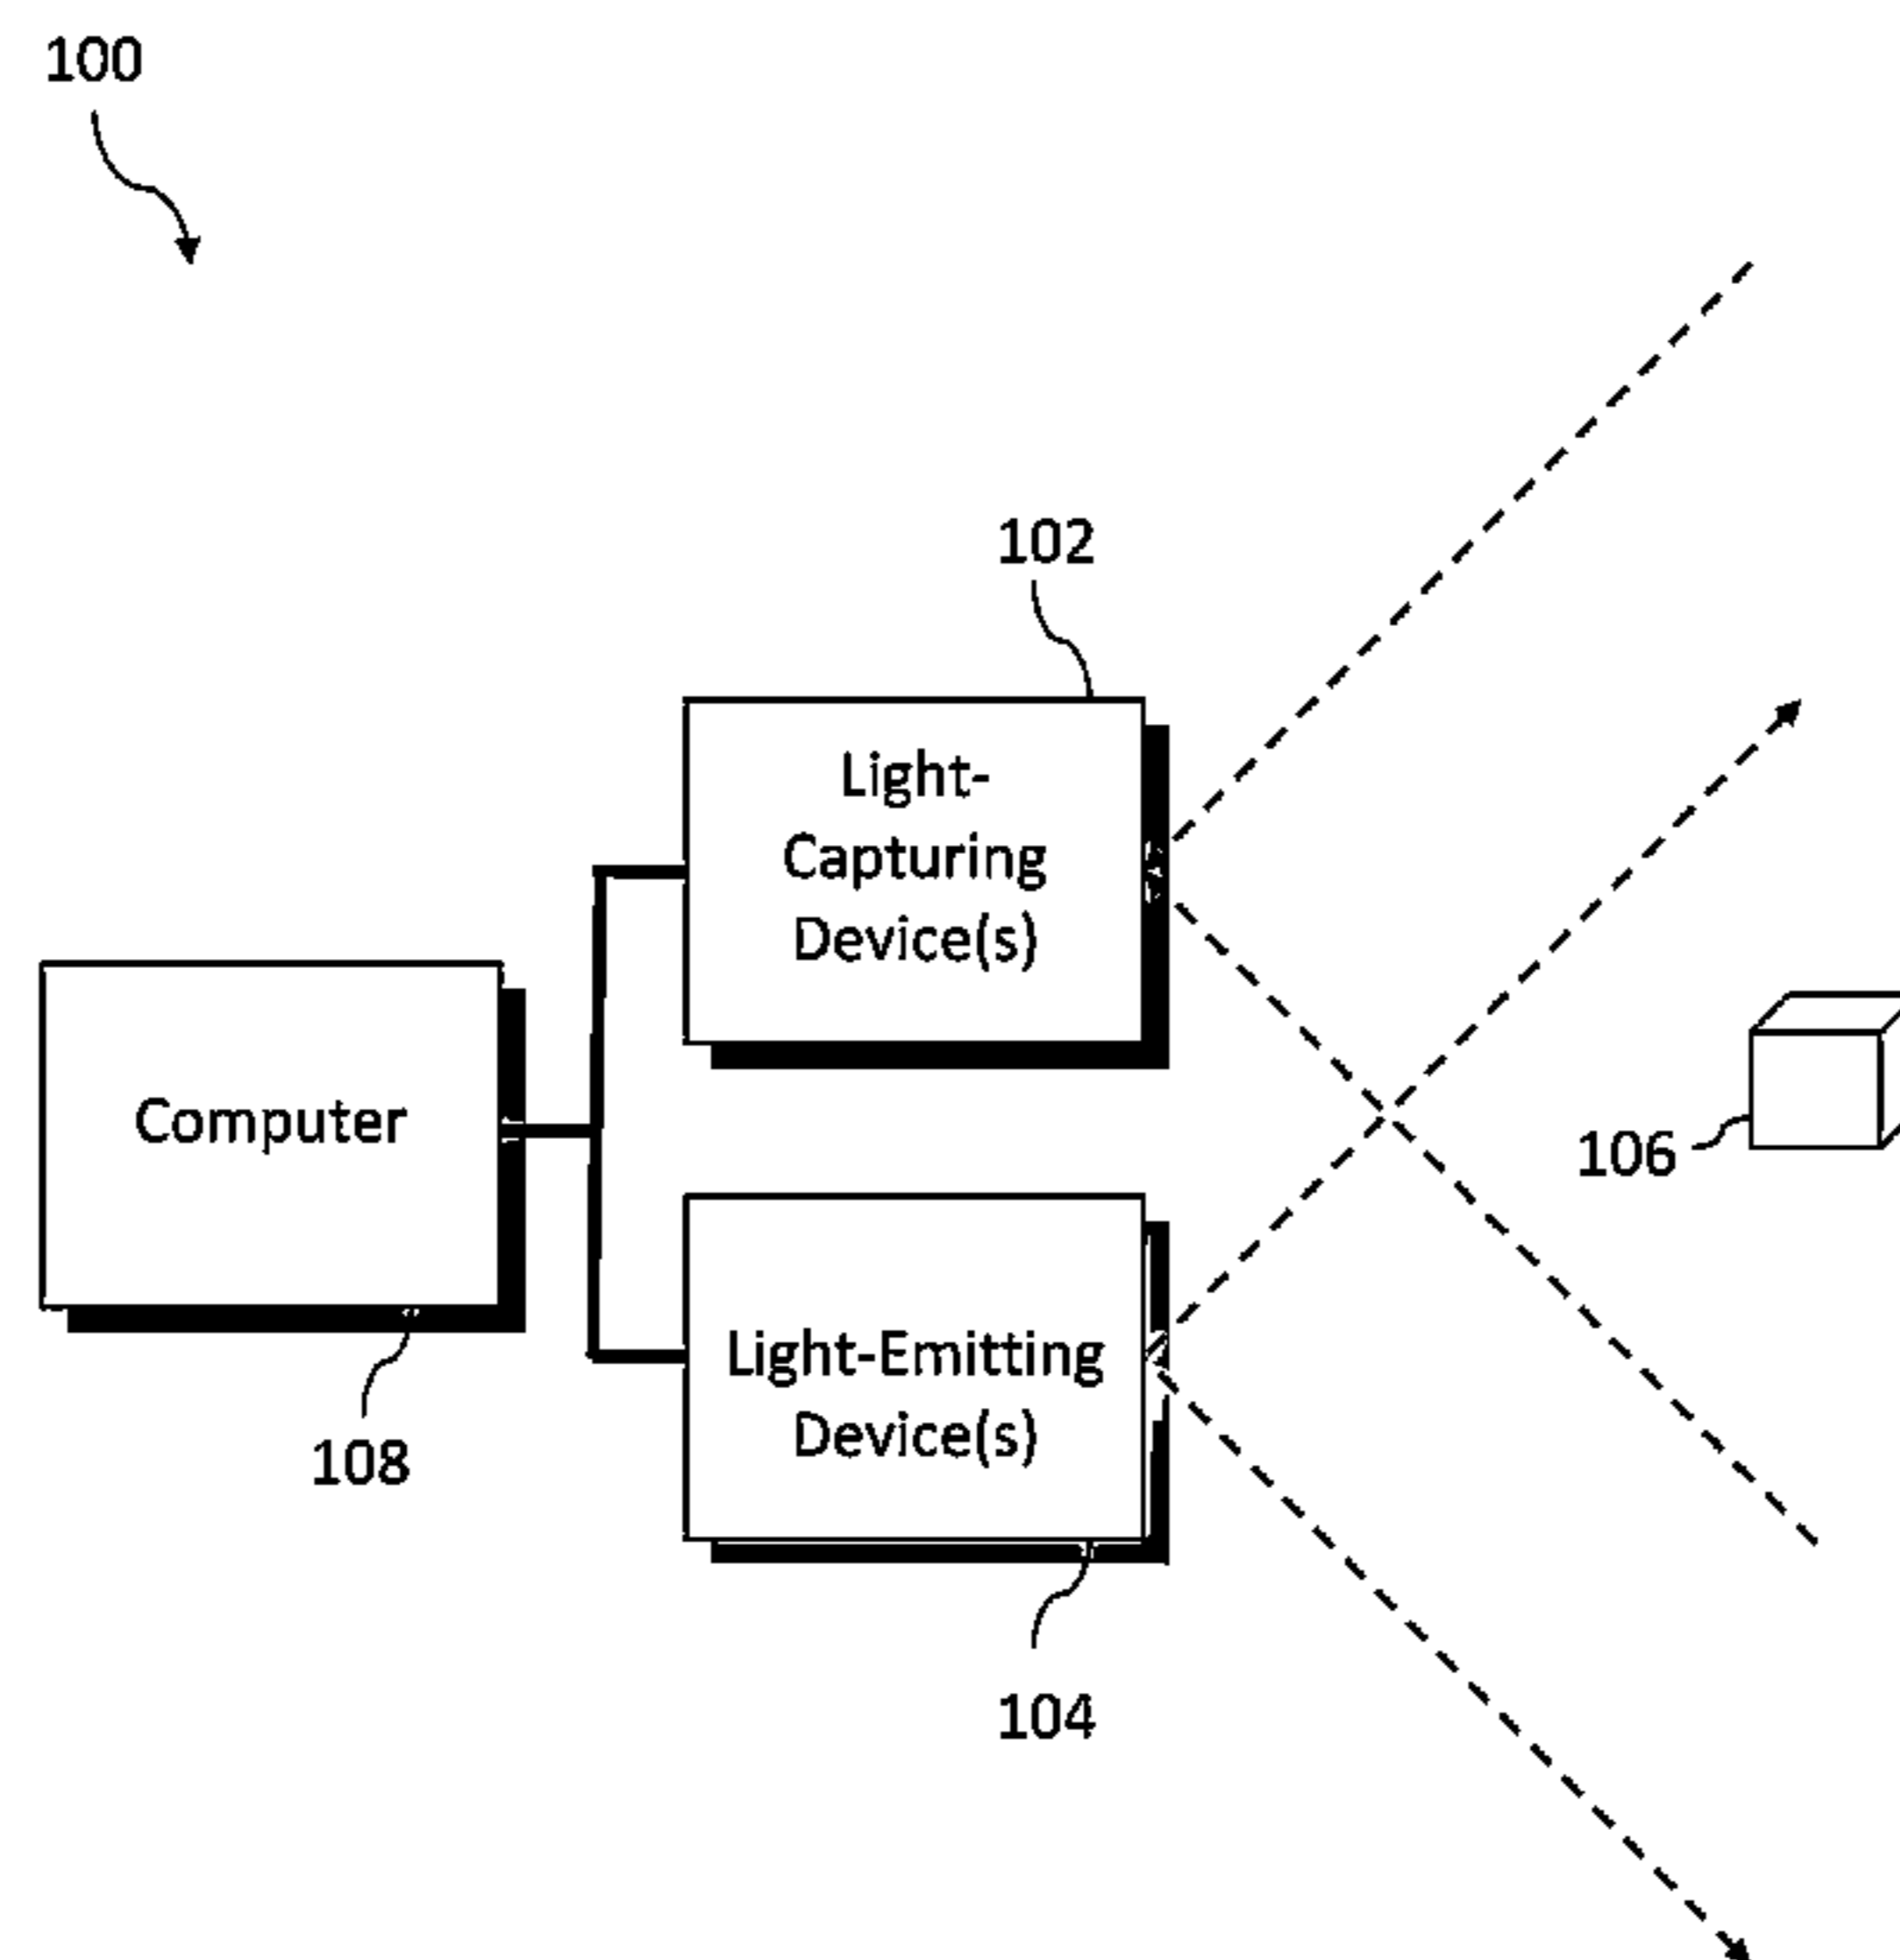 100
102
Light-
Capturing
Device(s)
Computer
106
Light-Emitting
Device(s)
108
104